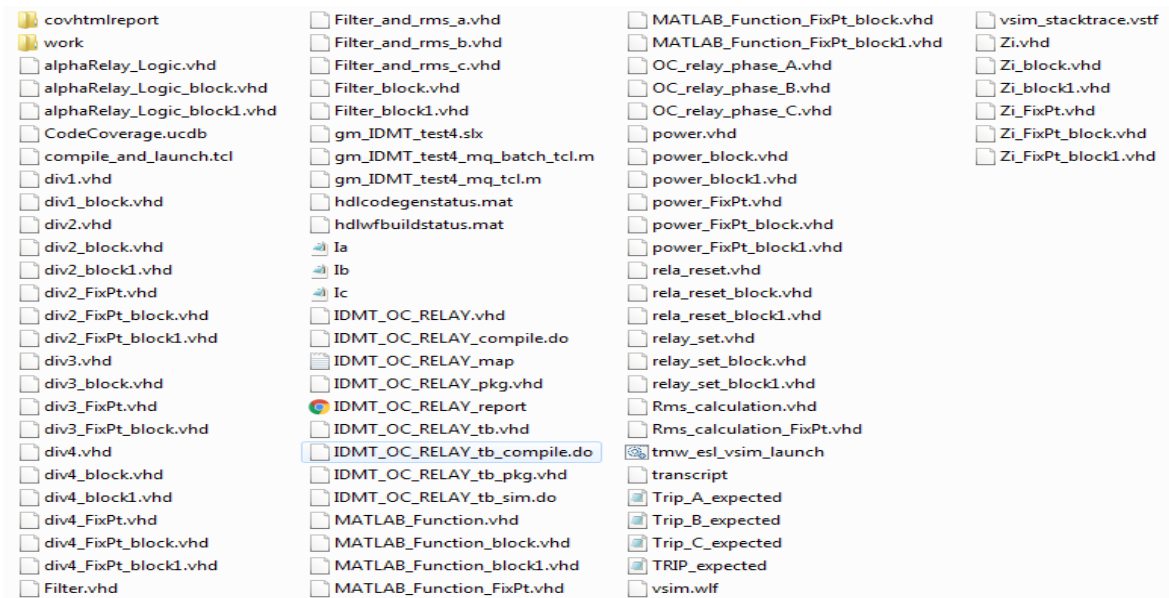 covhtmlreport
work
alphaRelay_Logic.vhd
alphaRelay_Logic_block.vhd
alphaRelay_Logic_block1.vhd
CodeCoverage.ucdb
compile_and_launch.tcl
div1.vhd
div1_block.vhd
div2.vhd
div2_block.vhd
div2_block1.vhd
div2_FixPt.vhd
div2_FixPt_block.vhd
div2_FixPt_block1.vhd
div3.vhd
div3_block.vhd
div3_FixPt.vhd
div3_FixPt_block.vhd
div4.vhd
div4_block.vhd
div4_block1.vhd
div4_FixPt.vhd
div4_FixPt_block.vhd
div4_FixPt_block1.vhd
Filter.vhd
Filter_and_rms_a.vhd
Filter_and_rms_b.vhd
Filter_and_rms_c.vhd
Filter_block.vhd
Filter_block1.vhd
gm_IDMT_test4.slx
gm_IDMT_test4_mq_batch_tcl.m
gm_IDMT_test4_mq_tcl.m
hdlcodegenstatus.mat
hdlwfbuildstatus.mat
Ia
Ib
Ic
IDMT_OC_RELAY.vhd
IDMT_OC_RELAY_compile.do
IDMT_OC_RELAY_map
IDMT_OC_RELAY_pkg.vhd
IDMT_OC_RELAY_report
IDMT_OC_RELAY_tb.vhd
IDMT_OC_RELAY_tb_compile.do
IDMT_OC_RELAY_tb_pkg.vhd
IDMT_OC_RELAY_tb_sim.do
MATLAB_Function.vhd
MATLAB_Function_block.vhd
MATLAB_Function_block1.vhd
MATLAB_Function_FixPt.vhd
MATLAB_Function_FixPt_block.vhd
MATLAB_Function_FixPt_block1.vhd
OC_relay_phase_A.vhd
OC_relay_phase_B.vhd
OC_relay_phase_C.vhd
power.vhd
power_block.vhd
power_block1.vhd
power_FixPt.vhd
power_FixPt_block.vhd
power_FixPt_block1.vhd
rela_reset.vhd
rela_reset_block.vhd
rela_reset_block1.vhd
relay_set.vhd
relay_set_block.vhd
relay_set_block1.vhd
Rms_calculation.vhd
Rms_calculation_FixPt.vhd
tmw_esl_vsim_launch
transcript
Trip_A_expected
Trip_B_expected
Trip_C_expected
TRIP_expected
vsim.wlf
vsim_stacktrace.vstf
Zi.vhd
Zi_block.vhd
Zi_block1.vhd
Zi_FixPt.vhd
Zi_FixPt_block.vhd
Zi_FixPt_block1.vhd